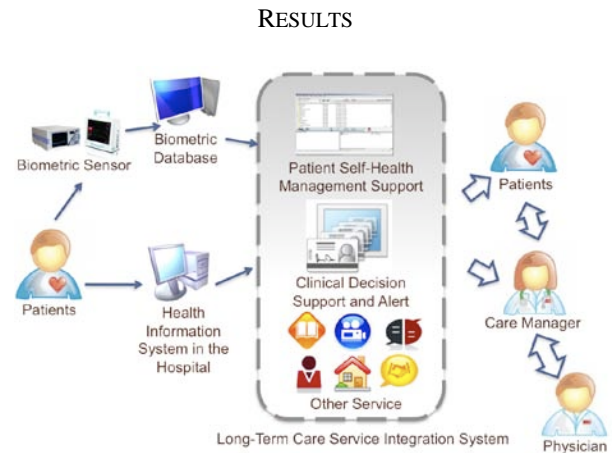 RESULTS
Biometric Sensor
Biometric
Database
Patients
Health
Information
System in the
Hospital
Patient Self-Health
Management Support
Clinical Decision
Support and Alert
Other Service
Long-Term Care Service Integration System
Patients
Care Manager
Physician